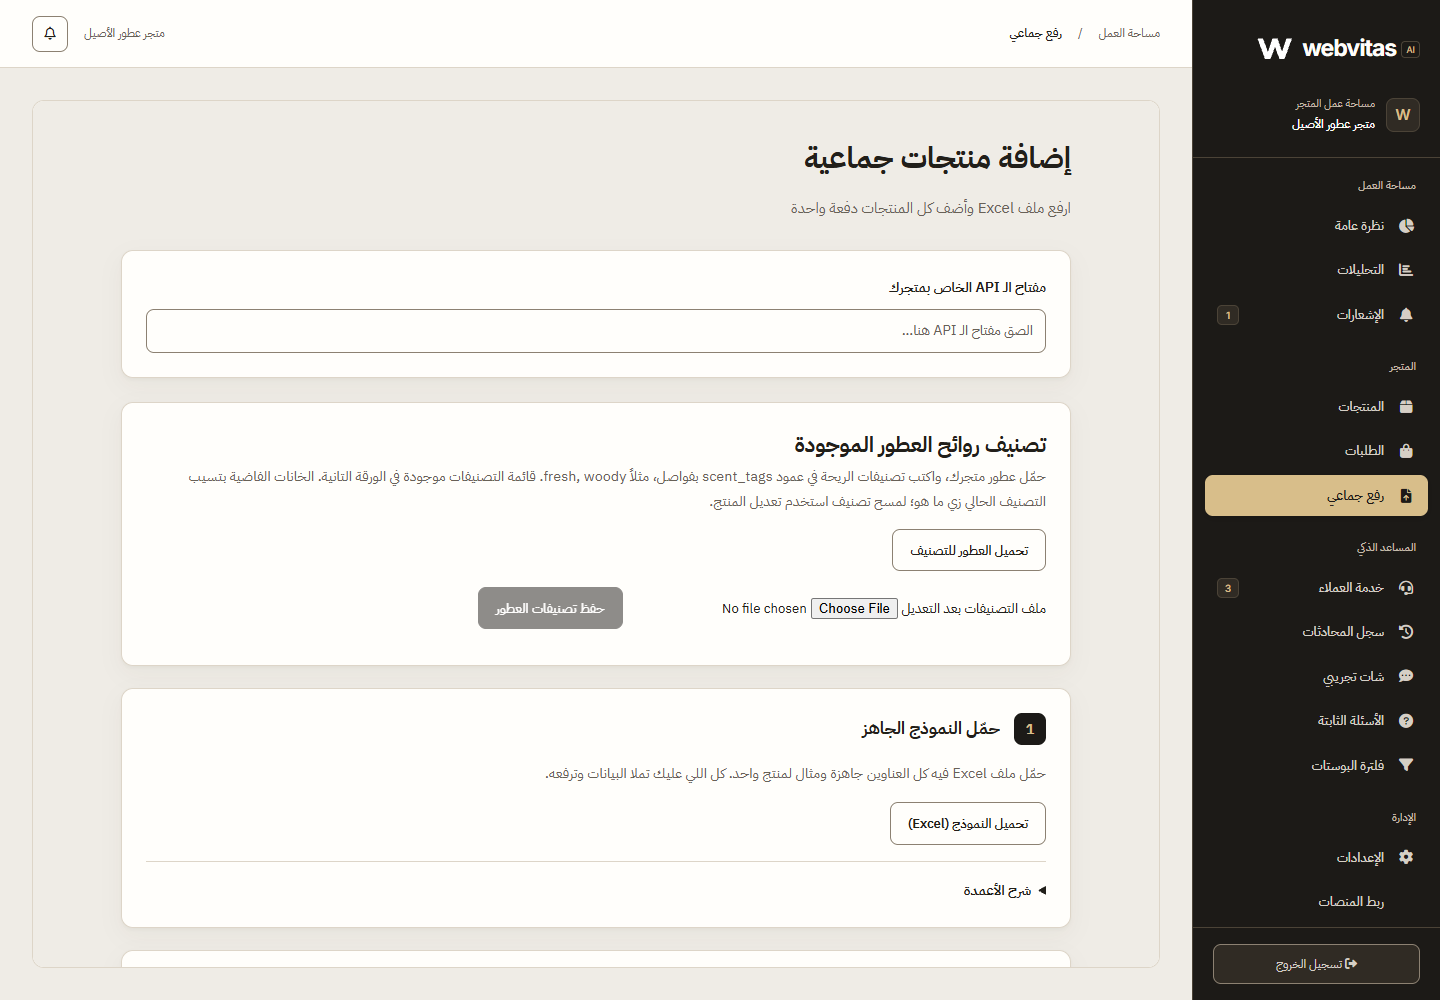 webvitas AI
W
مساحة عمل المتجر
متجر عطور الأصيل
مساحة العمل
نظرة عامة
التحليلات
الإشعارات 1
المتجر
المنتجات
الطلبات
رفع جماعي
المساعد الذكي
خدمة العملاء 3
سجل المحادثات
شات تجريبي
الأسئلة الثابتة
فلترة البوستات
الإدارة
الإعدادات
ربط المنصات
تسجيل الخروج
مساحة العمل / رفع جماعي
متجر عطور الأصيل
إضافة منتجات جماعية
ارفع ملف Excel وأضف كل المنتجات دفعة واحدة
مفتاح الـ API الخاص بمتجرك
الصق مفتاح الـ API هنا...
تصنيف روائح العطور الموجودة
حمّل عطور متجرك، واكتب تصنيفات الريحة في عمود scent_tags بفواصل، مثلاً fresh, woody. قائمة التصنيفات موجودة في الورقة التانية. الخانات الفاضية بتسيب
التصنيف الحالي زي ما هو؛ لمسح تصنيف استخدم تعديل المنتج.
تحميل العطور للتصنيف
ملف التصنيفات بعد التعديل Choose File No file chosen
حفظ تصنيفات العطور
1 حمّل النموذج الجاهز
حمّل ملف Excel فيه كل العناوين جاهزة ومثال لمنتج واحد. كل اللي عليك تملا البيانات وترفعه.
تحميل النموذج (Excel)
شرح الأعمدة